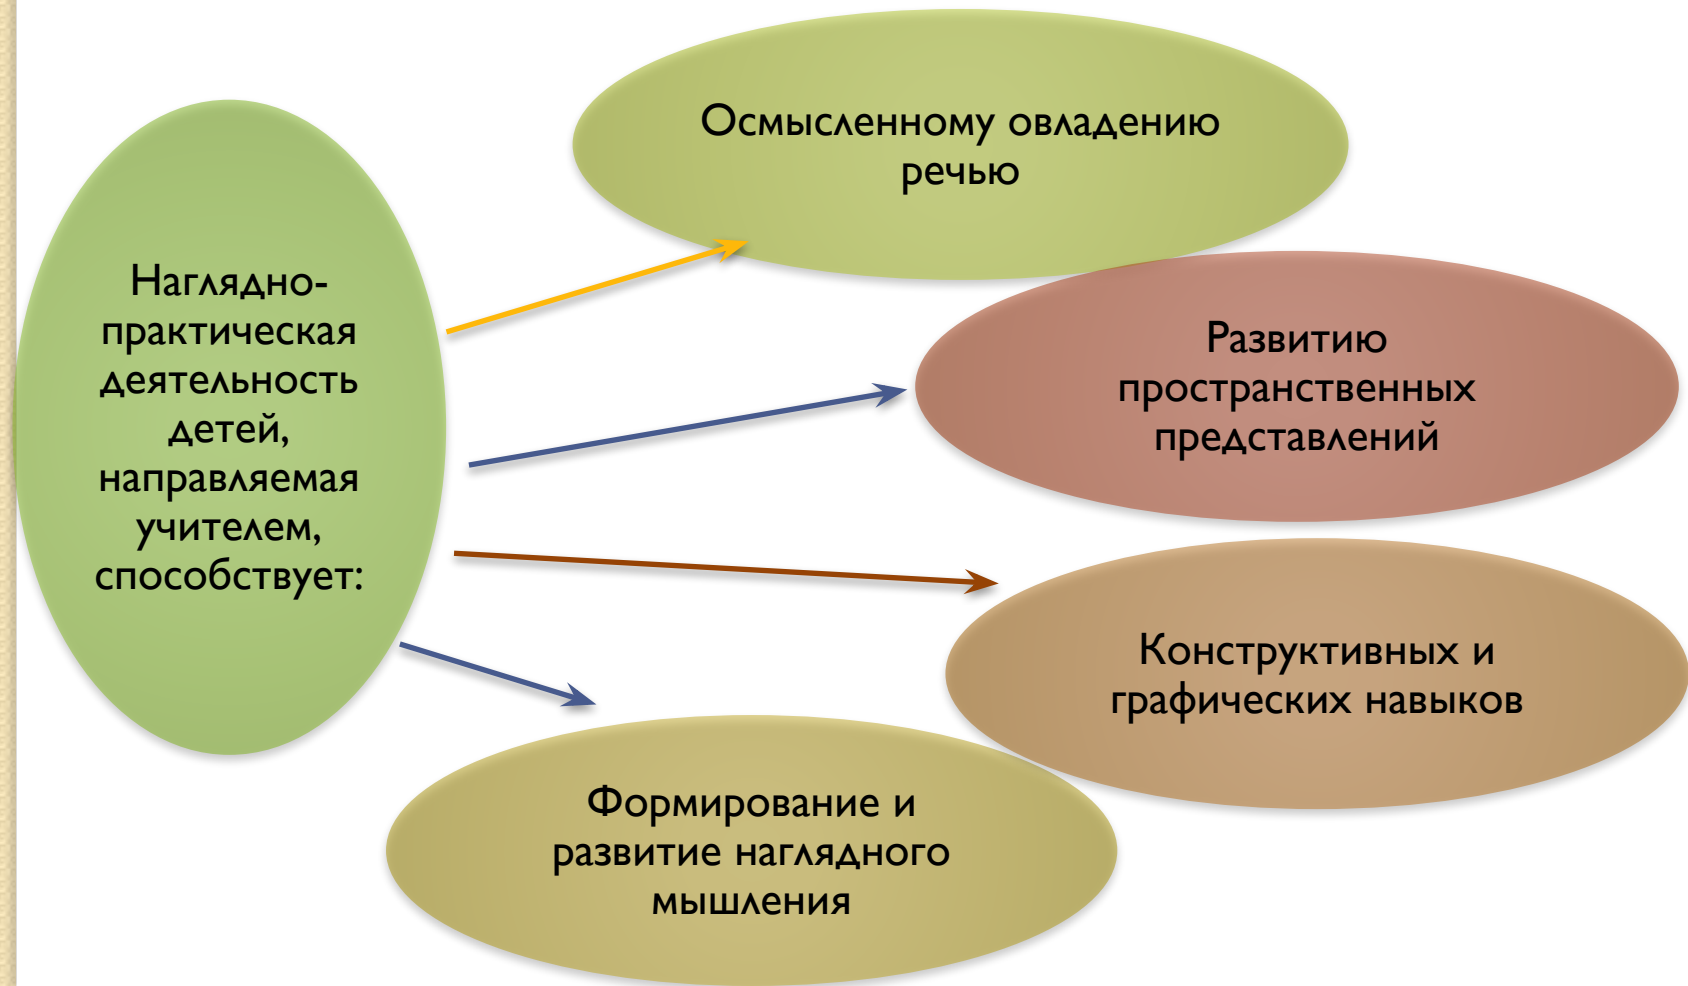 Наглядно-
практическая
деятельность
детей,
направляемая
учителем,
способствует:
Осмысленному овладению
речью
Развитию
пространственных
представлений
Конструктивных и
графических навыков
Формирование и
развитие наглядного
мышления